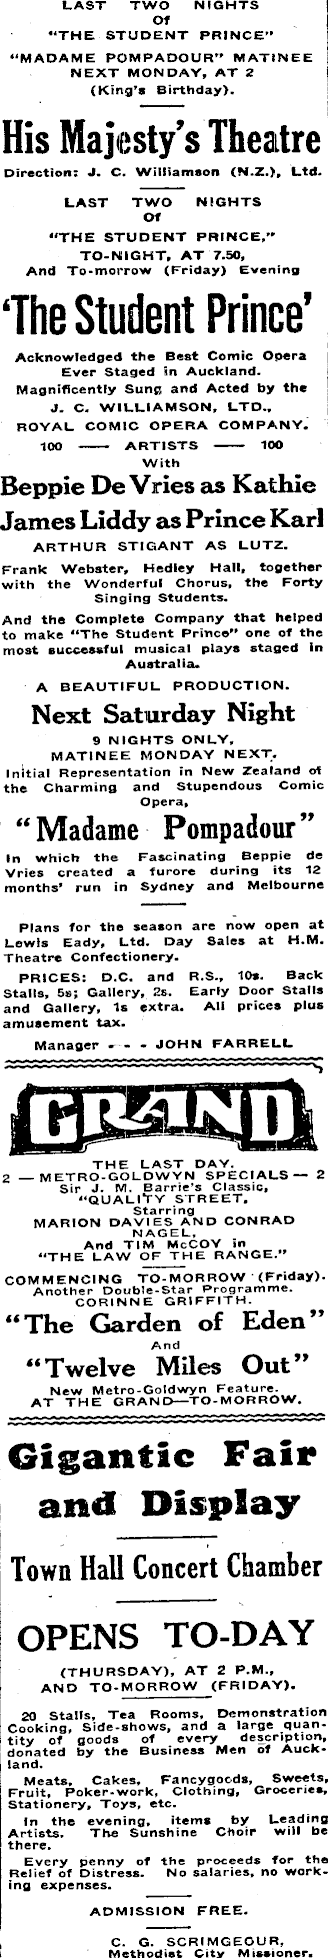 LAST TWO NIGHTS
Of
"THE STUDENT PRINCE"
"MADAME POMPADOUR" MATINEE
NEXT MONDAY, AT 2
(King's Birthday).
His Majesty's Theatre
Direction: J. C. Williamson (N.Z.), Ltd.
LAST TWO NIGHTS
Of
"THE STUDENT PRINCE,"
TO-NIGHT, AT 7.50,
And To-morrow (Friday) Evening
'The Student Prince'
Acknowledged the Best Comic Opera
Ever Staged in Auckland.
Magnificently Sung and Acted by the
J. C. WILLIAMSON, LTD.,
ROYAL COMIC OPERA COMPANY.
100 —— ARTISTS —— 100
With
Beppie De Vries as Kathie
James Liddy as Prince Karl
ARTHUR STIGANT AS LUTZ.
Frank Webster, Hedley Hall, together
with the Wonderful Chorus, the Forty
Singing Students.
And the Complete Company that helped
to make "The Student Prince" one of the
most successful musical plays staged in
Australia.
A BEAUTIFUL PRODUCTION.
Next Saturday Night
9 NIGHTS ONLY,
MATINEE MONDAY NEXT.
Initial Representation in New Zealand of
the Charming and Stupendous Comic
Opera,
"Madame Pompadour"
In which the Fascinating Beppie de
Vries created a furore during its 12
months' run in Sydney and Melbourne
Plans for the season are now open at
Lewis Eady, Ltd. Day Sales at H.M.
Theatre Confectionery.
PRICES: D.C. and R.S., 10s. Back
Stalls, 5s; Gallery, 2s. Early Door Stalls
and Gallery, 1s extra. All prices plus
amusement tax.
Manager - - - JOHN FARRELL
GRAND
THE LAST DAY.
2 — METRO-GOLDWYN SPECIALS — 2
Sir J. M. Barrie's Classic,
"QUALITY STREET,
Starring
MARION DAVIES AND CONRAD
NAGEL,
And TIM McCOY in
"THE LAW OF THE RANGE."
COMMENCING TO-MORROW (Friday).
Another Double-Star Programme.
CORINNE GRIFFITH.
"The Garden of Eden"
And
"Twelve Miles Out"
New Metro-Goldwyn Feature.
AT THE GRAND—TO-MORROW.
Gigantic Fair
and Display
Town Hall Concert Chamber
OPENS TO-DAY
(THURSDAY), AT 2 P.M.,
AND TO-MORROW (FRIDAY).
20 Stalls, Tea Rooms, Demonstration
Cooking, Side-shows, and a large quan-
tity of goods of every description,
donated by the Business Men of Auck-
land.
Meats, Cakes, Fancygoods, Sweets,
Fruit, Poker-work, Clothing, Groceries,
Stationery, Toys, etc.
In the evening, items by Leading
Artists. The Sunshine Choir will be
there.
Every penny of the proceeds for the
Relief of Distress. No salaries, no work-
ing expenses.
ADMISSION FREE.
C. G. SCRIMGEOUR,
Methodist City Missioner.